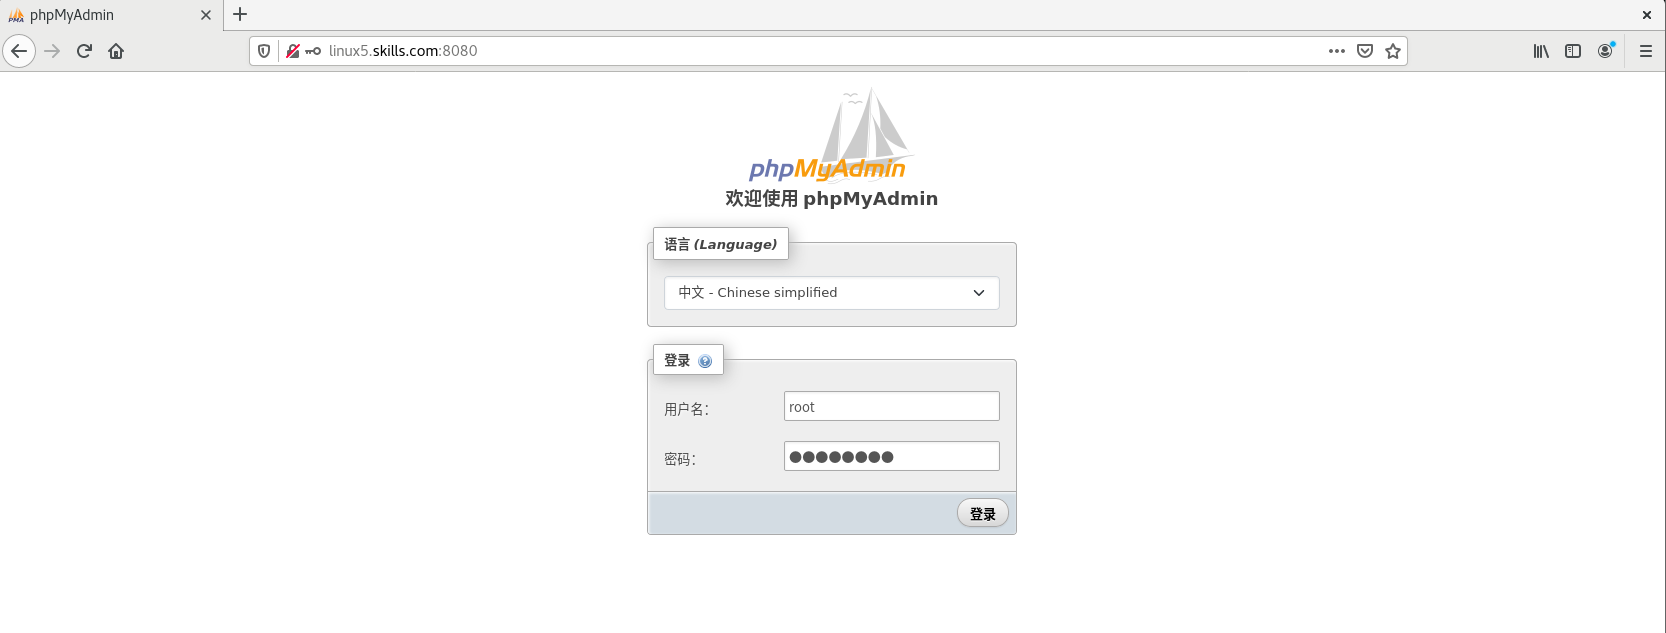 phpMyAdmin
linux5.skills.com:8080
phpMyAdmin
欢迎使用 phpMyAdmin
语言 (Language)
中文 - Chinese simplified
登录
用户名：
root
密码：
●●●●●●●●
登录